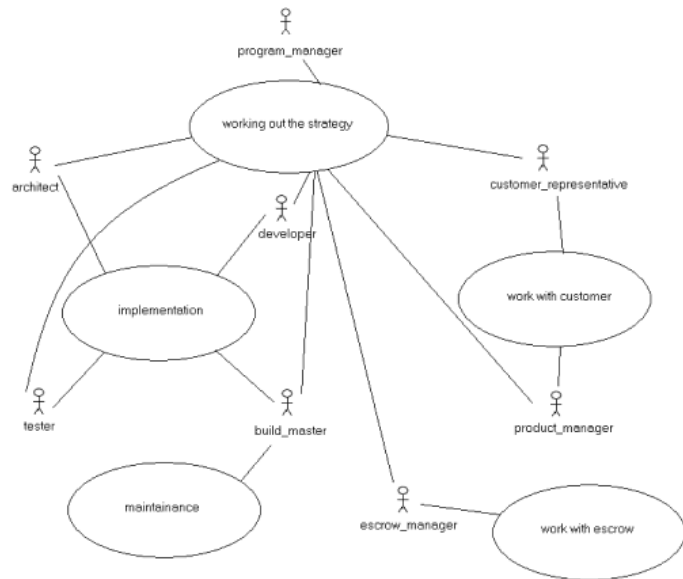 program_manager
working out the strategy
architect
customer_representative
developer
implementation
work with customer
tester
build_master
product_manager
maintainance
escrow_manager
work with escrow